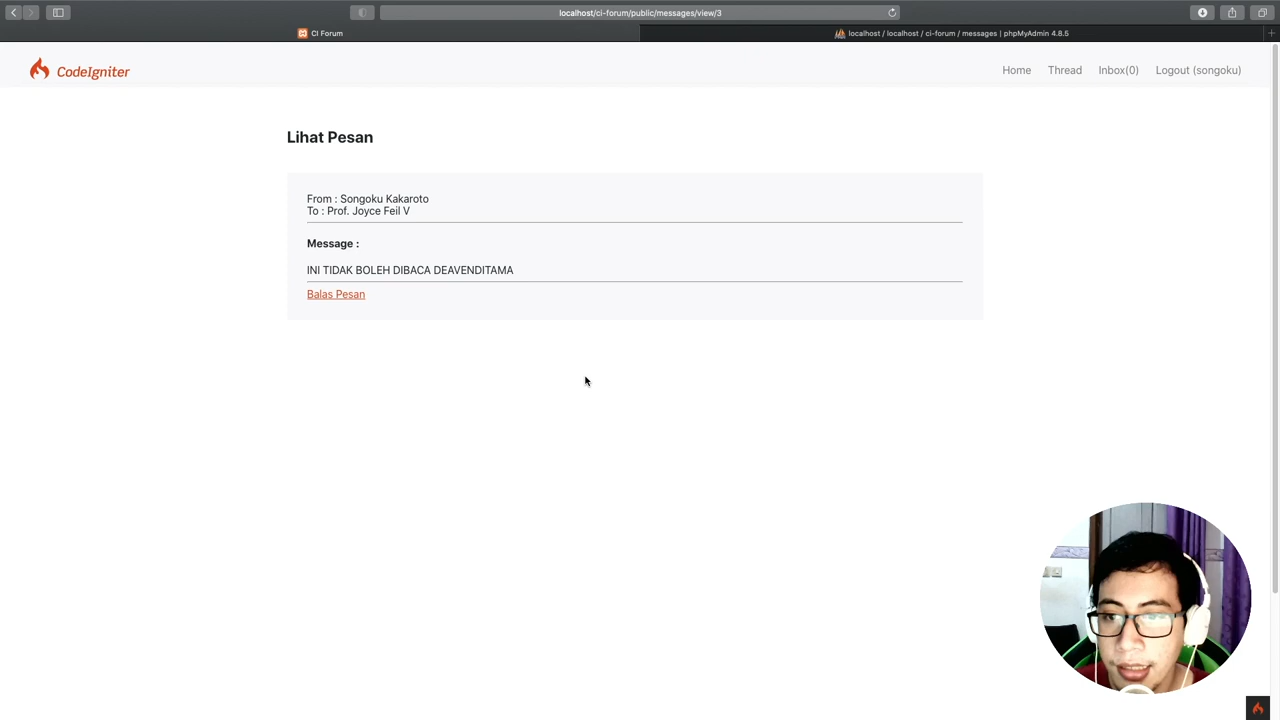 localhost/ci-forum/public/messages/view/3
CI Forum
localhost / localhost / ci-forum / messages | phpMyAdmin 4.8.5
CodeIgniter
Home Thread Inbox(0) Logout (songoku)
Lihat Pesan
From : Songoku Kakaroto
To : Prof. Joyce Feil V
Message :
INI TIDAK BOLEH DIBACA DEAVENDITAMA
Balas Pesan